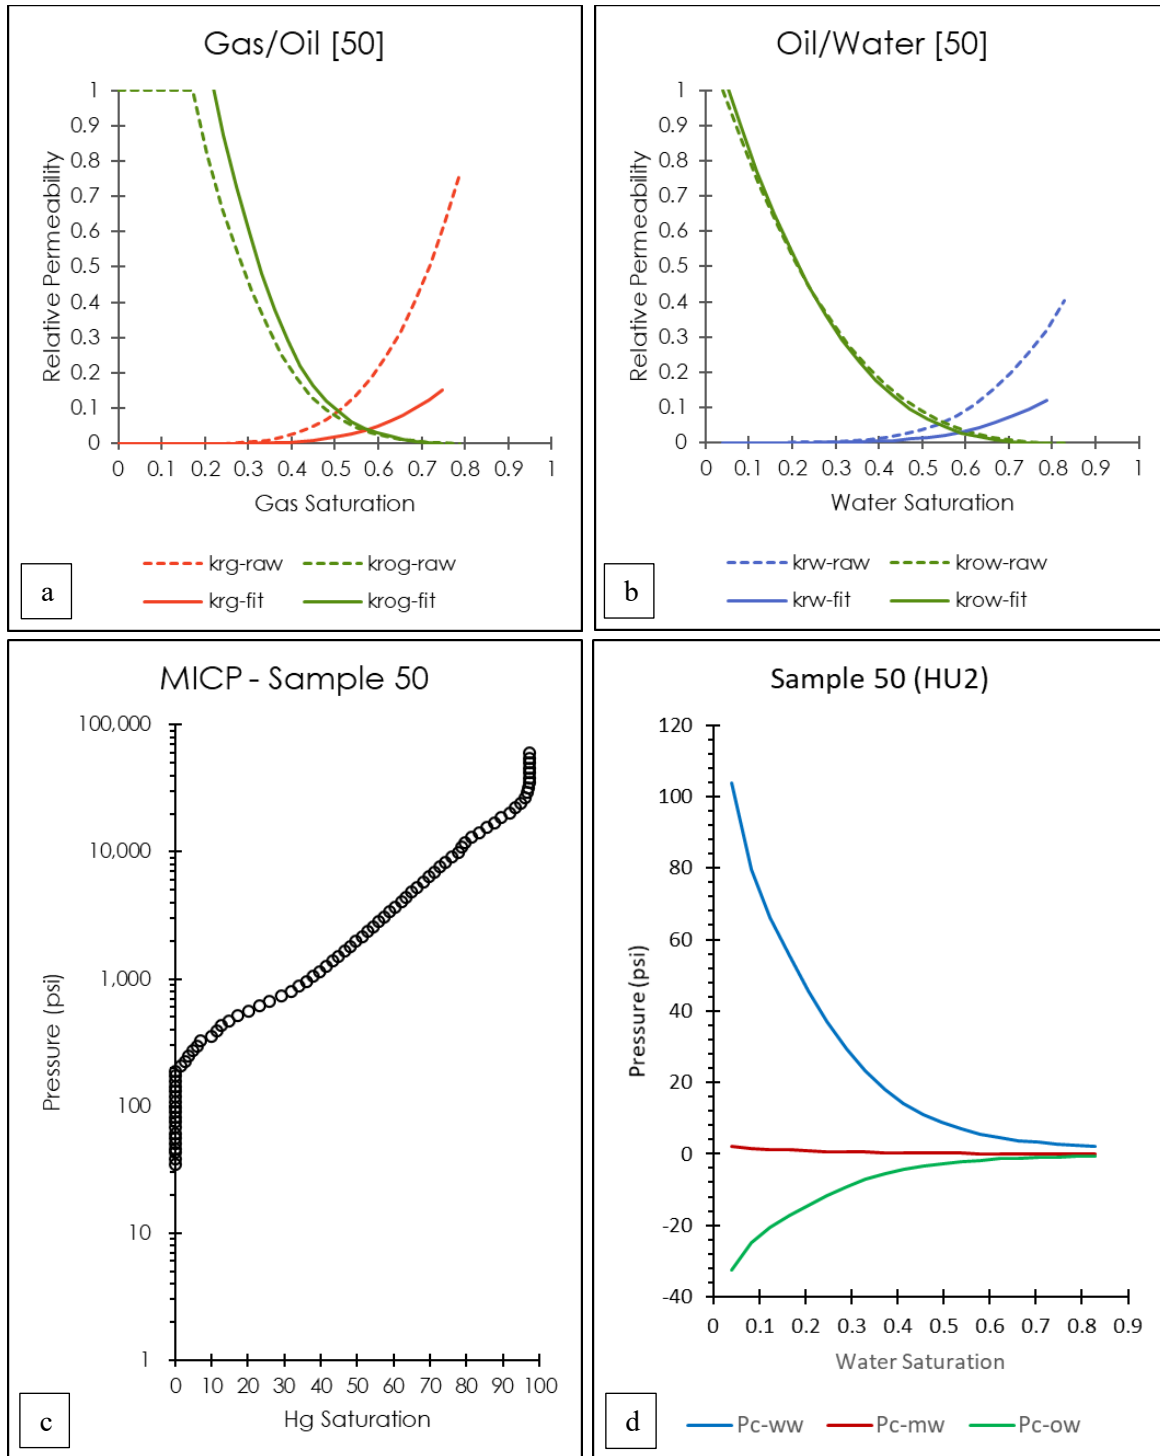 Gas/Oil [50]
Relative Permeability
1
0.9
0.8
0.7
0.6
0.5
0.4
0.3
0.2
0.1
0
0 0.1 0.2 0.3 0.4 0.5 0.6 0.7 0.8 0.9 1
Gas Saturation
krg-raw krog-raw
krg-fit krog-fit
a
Oil/Water [50]
Relative Permeability
1
0.9
0.8
0.7
0.6
0.5
0.4
0.3
0.2
0.1
0
0 0.1 0.2 0.3 0.4 0.5 0.6 0.7 0.8 0.9 1
Water Saturation
krw-raw krow-raw
krw-fit krow-fit
b
MICP - Sample 50
Pressure (psi)
100,000
10,000
1,000
100
10
1
0 10 20 30 40 50 60 70 80 90 100
Hg Saturation
c
Sample 50 (HU2)
Pressure (psi)
120
100
80
60
40
20
0
-20
-40
0 0.1 0.2 0.3 0.4 0.5 0.6 0.7 0.8 0.9
Water Saturation
Pc-ww Pc-mw Pc-ow
d